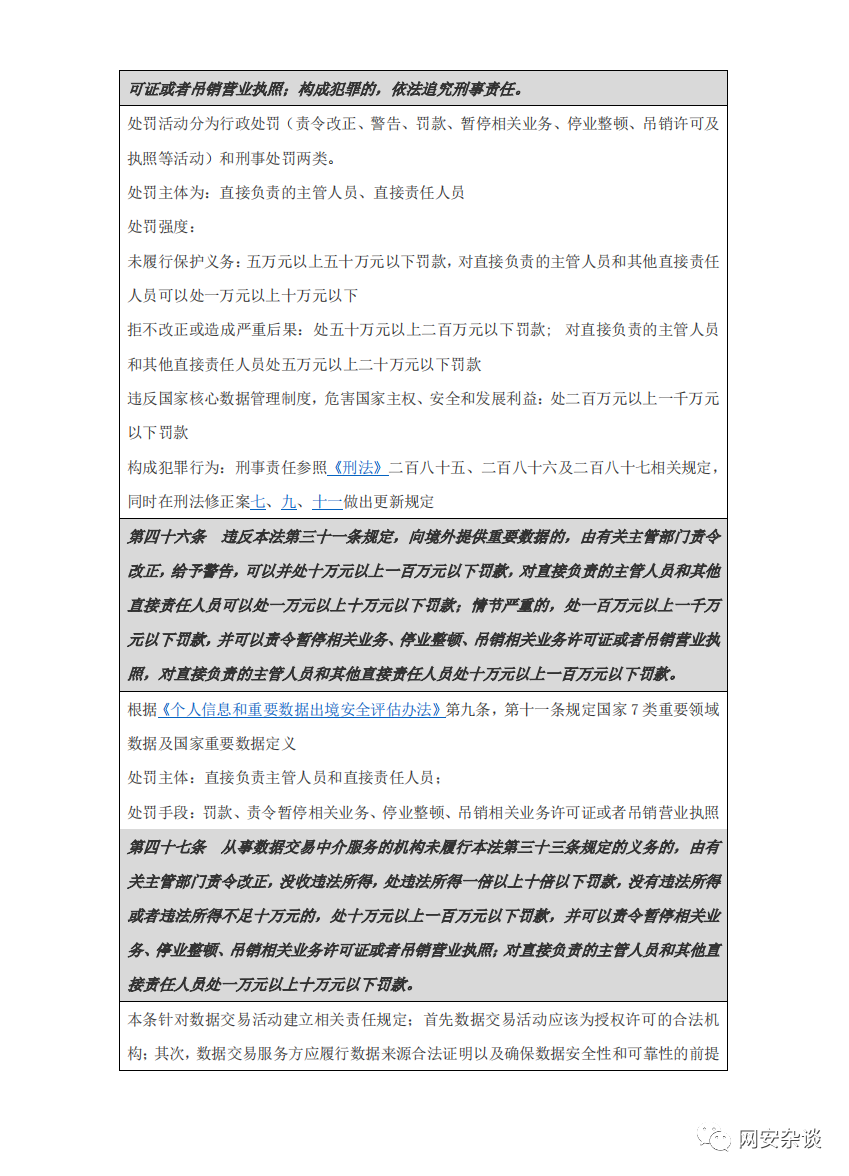 可证或者吊销营业执照；构成犯罪的，依法追究刑事责任。
处罚活动分为行政处罚（责令改正、警告、罚款、暂停相关业务、停业整顿、吊销许可及
执照等活动）和刑事处罚两类。
处罚主体为：直接负责的主管人员、直接责任人员
处罚强度：
未履行保护义务：五万元以上五十万元以下罚款，对直接负责的主管人员和其他直接责任
人员可以处一万元以上十万元以下
拒不改正或造成严重后果：处五十万元以上二百万元以下罚款； 对直接负责的主管人员
和其他直接责任人员处五万元以上二十万元以下罚款
违反国家核心数据管理制度，危害国家主权、安全和发展利益：处二百万元以上一千万元
以下罚款
构成犯罪行为：刑事责任参照《刑法》二百八十五、二百八十六及二百八十七相关规定，
同时在刑法修正案七、九、十一做出更新规定
第四十六条　违反本法第三十一条规定，向境外提供重要数据的，由有关主管部门责令
改正，给予警告，可以并处十万元以上一百万元以下罚款，对直接负责的主管人员和其他
直接责任人员可以处一万元以上十万元以下罚款；情节严重的，处一百万元以上一千万
元以下罚款，并可以责令暂停相关业务、停业整顿、吊销相关业务许可证或者吊销营业执
照，对直接负责的主管人员和其他直接责任人员处十万元以上一百万元以下罚款。
根据《个人信息和重要数据出境安全评估办法》第九条，第十一条规定国家 7 类重要领域
数据及国家重要数据定义
处罚主体：直接负责主管人员和直接责任人员；
处罚手段：罚款、责令暂停相关业务、停业整顿、吊销相关业务许可证或者吊销营业执照
第四十七条　从事数据交易中介服务的机构未履行本法第三十三条规定的义务的，由有
关主管部门责令改正，没收违法所得，处违法所得一倍以上十倍以下罚款，没有违法所得
或者违法所得不足十万元的，处十万元以上一百万元以下罚款，并可以责令暂停相关业
务、停业整顿、吊销相关业务许可证或者吊销营业执照；对直接负责的主管人员和其他直
接责任人员处一万元以上十万元以下罚款。
本条针对数据交易活动建立相关责任规定；首先数据交易活动应该为授权许可的合法机
构；其次，数据交易服务方应履行数据来源合法证明以及确保数据安全性和可靠性的前提
网安杂谈